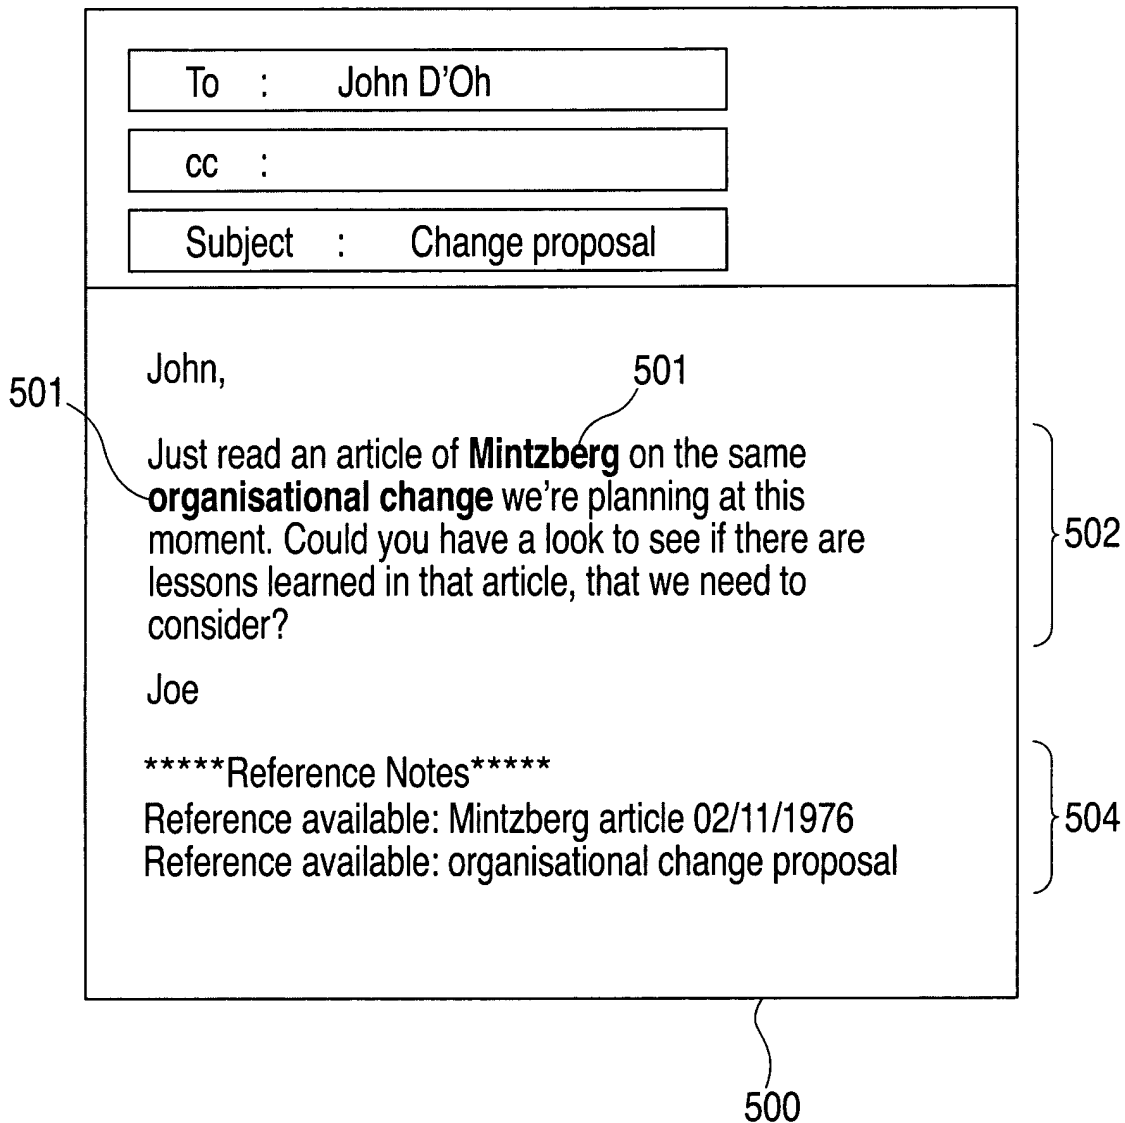 To : John D'Oh
cc :
Subject : Change proposal
John,
501
501
Just read an article of Mintzberg on the same
organisational change we're planning at this
moment. Could you have a look to see if there are
lessons learned in that article, that we need to
consider?
502
Joe
*****Reference Notes*****
Reference available: Mintzberg article 02/11/1976
Reference available: organisational change proposal
504
500